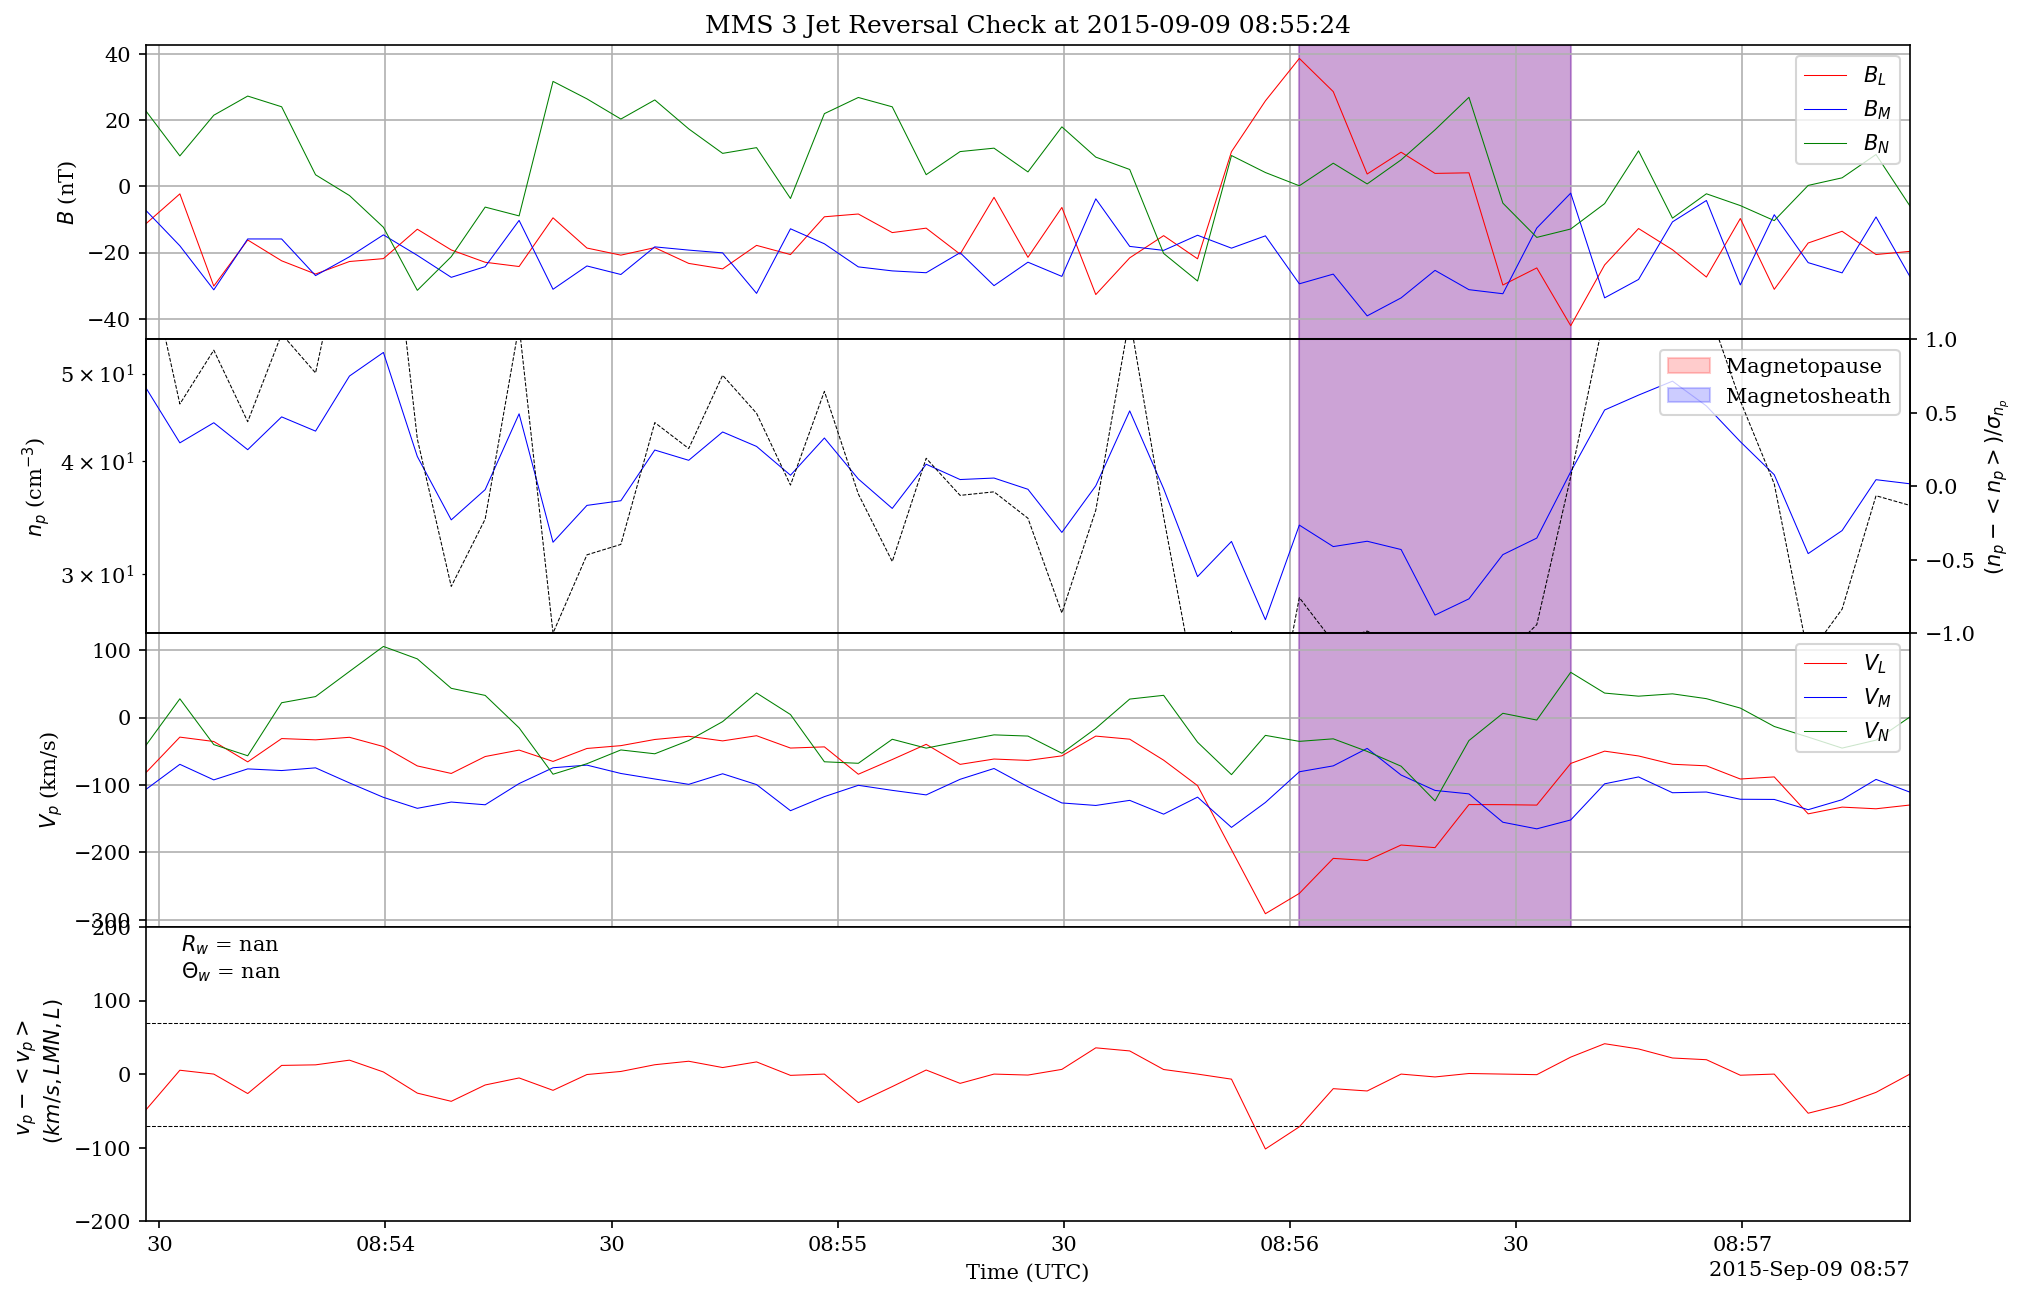 MMS 3 Jet Reversal Check at 2015-09-09 08:55:24
40
20
0
−20
−40
B (nT)
B_L
B_M
B_N
5 × 10^1
4 × 10^1
3 × 10^1
n_p (cm^{−3})
Magnetopause
Magnetosheath
1.0
0.5
0.0
−0.5
−1.0
(n_p − < n_p >)/σ_{n_p}
100
0
−100
−200
−300
V_p (km/s)
V_L
V_M
V_N
200
100
0
−100
−200
v_p − < v_p >
(km/s, LMN, L)
R_w = nan
Θ_w = nan
30 08:54 30 08:55 30 08:56 30 08:57
Time (UTC)
2015-Sep-09 08:57